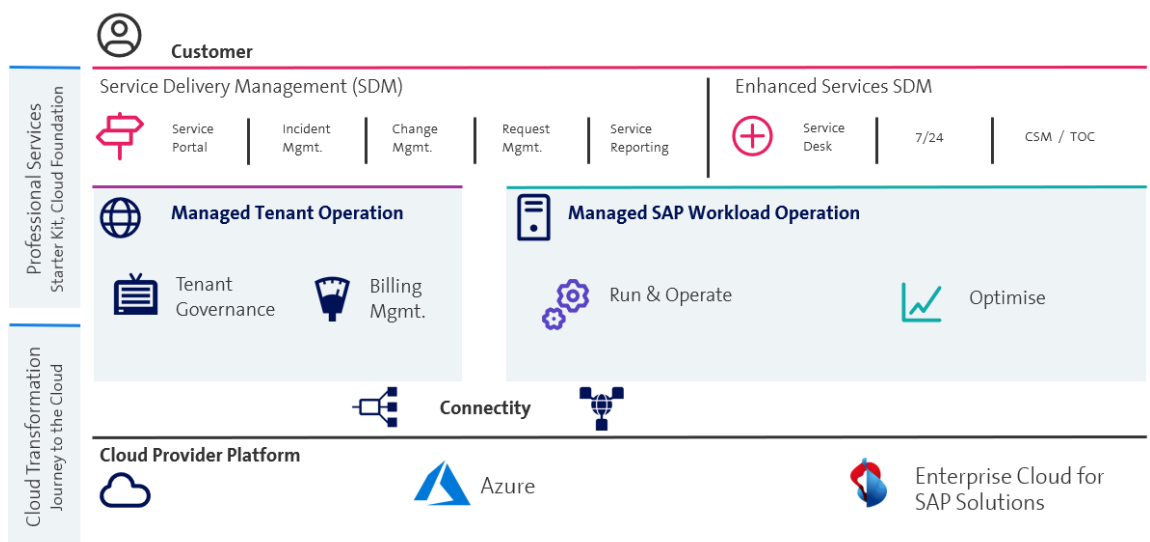 Customer
Professional Services
Starter Kit, Cloud Foundation
Service Delivery Management (SDM)
Service
Portal
Incident
Mgmt.
Change
Mgmt.
Request
Mgmt.
Service
Reporting
Enhanced Services SDM
Service
Desk
7/24
CSM / TOC
Managed Tenant Operation
Tenant
Governance
Billing
Mgmt.
Managed SAP Workload Operation
Run & Operate
Optimise
Cloud Transformation
Journey to the Cloud
Connectity
Cloud Provider Platform
Azure
Enterprise Cloud for
SAP Solutions